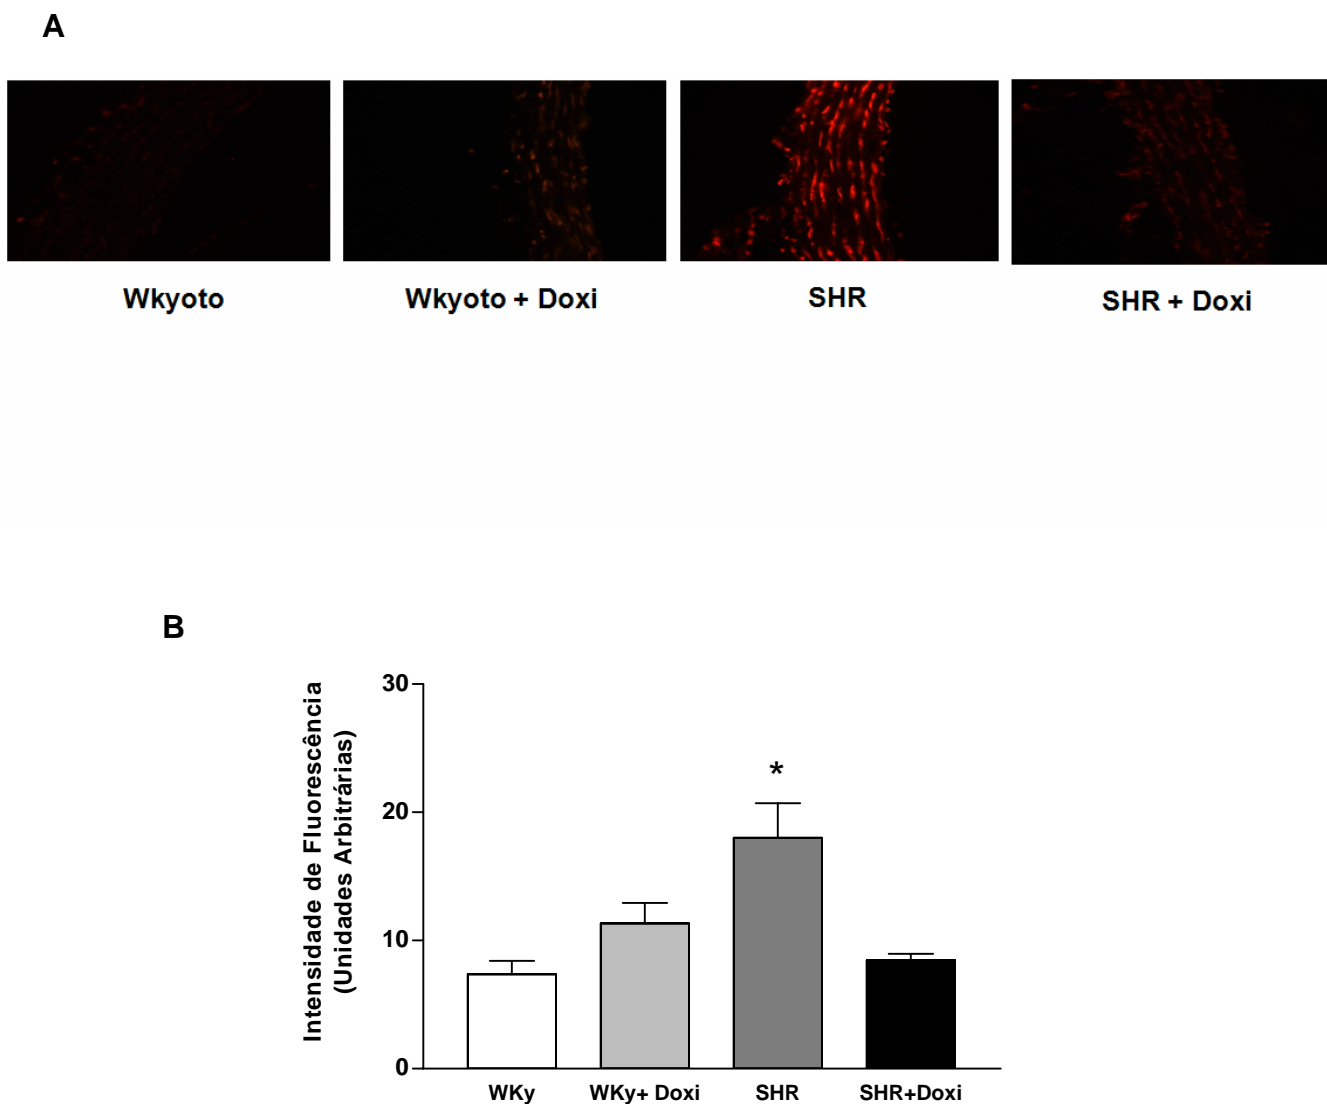 A
Wkyoto
Wkyoto + Doxi
SHR
SHR + Doxi
B
Intensidade de Fluorescência
(Unidades Arbitrárias)
30
20
10
0
*
WKy
WKy+ Doxi
SHR
SHR+Doxi